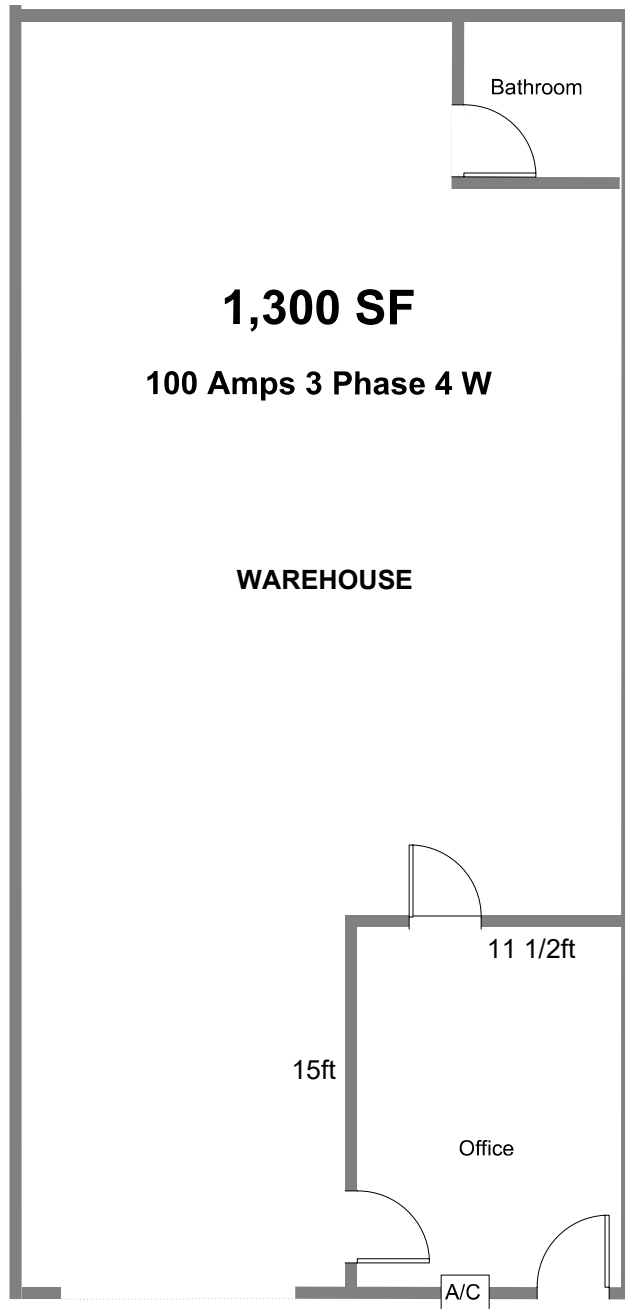 Bathroom
1,300 SF
100 Amps 3 Phase 4 W
WAREHOUSE
11 1/2ft
15ft
Office
A/C